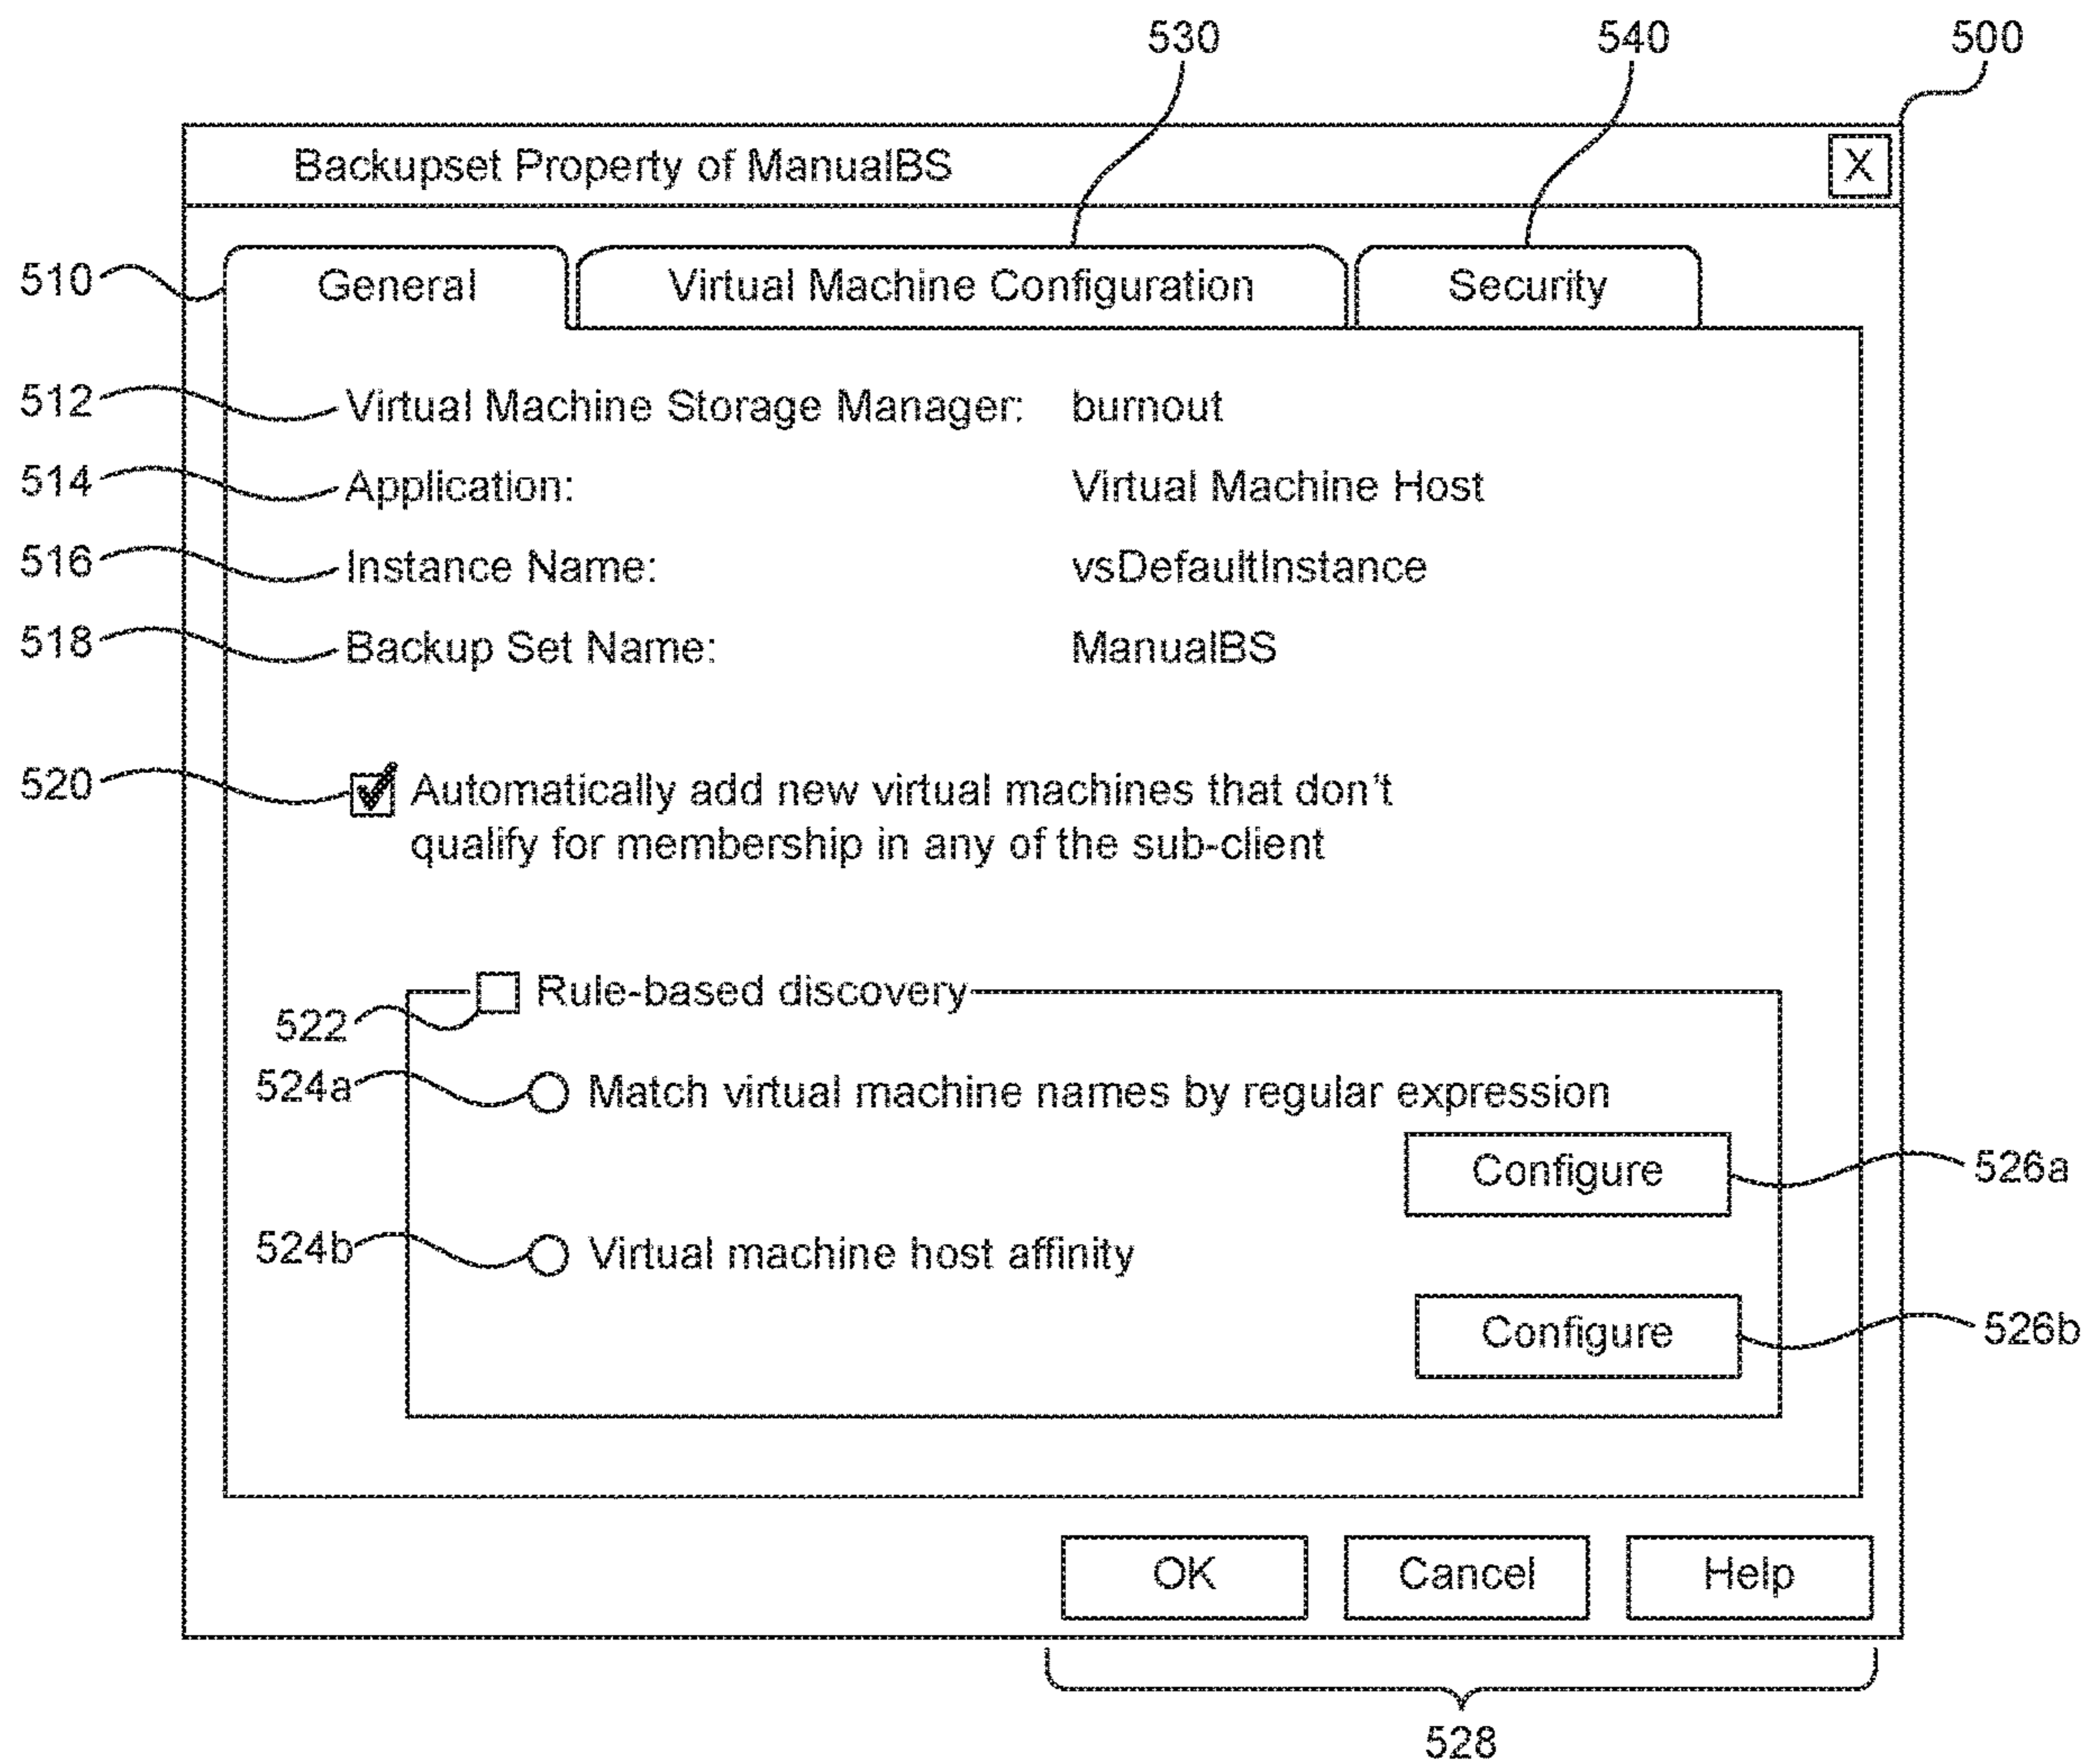 530 540 500
Backupset Property of ManualBS X
510 General Virtual Machine Configuration Security
512 Virtual Machine Storage Manager: burnout
514 Application: Virtual Machine Host
516 Instance Name: vsDefaultInstance
518 Backup Set Name: ManualBS
520 Automatically add new virtual machines that don't
qualify for membership in any of the sub-client
Rule-based discovery
522
524a Match virtual machine names by regular expression
Configure 526a
524b Virtual machine host affinity
Configure 526b
OK Cancel Help
528